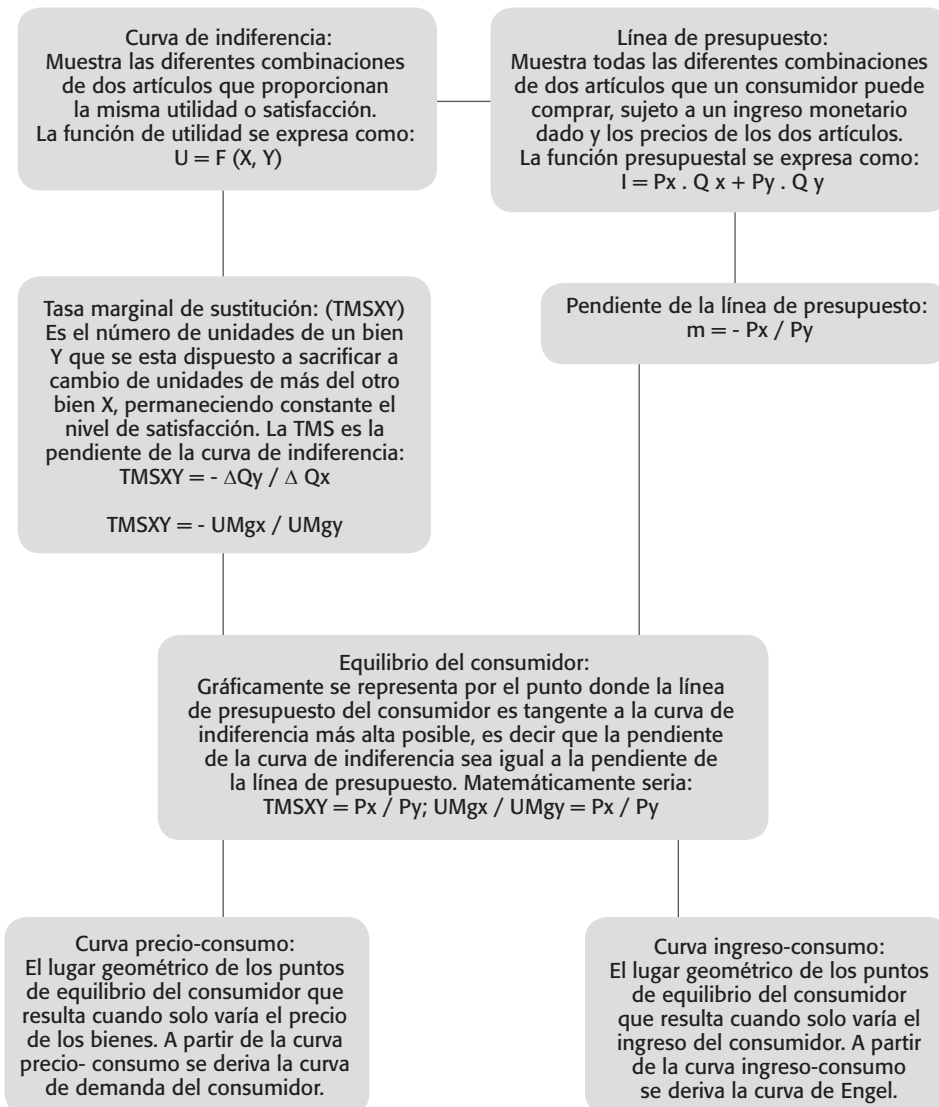 Curva de indiferencia:
Muestra las diferentes combinaciones
de dos artículos que proporcionan
la misma utilidad o satisfacción.
La función de utilidad se expresa como:
U = F (X, Y)
Línea de presupuesto:
Muestra todas las diferentes combinaciones
de dos artículos que un consumidor puede
comprar, sujeto a un ingreso monetario
dado y los precios de los dos artículos.
La función presupuestal se expresa como:
I = Px . Q x + Py . Q y
Tasa marginal de sustitución: (TMSXY)
Es el número de unidades de un bien
Y que se esta dispuesto a sacrificar a
cambio de unidades de más del otro
bien X, permaneciendo constante el
nivel de satisfacción. La TMS es la
pendiente de la curva de indiferencia:
TMSXY = - ΔQy / Δ Qx
TMSXY = - UMgx / UMgy
Pendiente de la línea de presupuesto:
m = - Px / Py
Equilibrio del consumidor:
Gráficamente se representa por el punto donde la línea
de presupuesto del consumidor es tangente a la curva de
indiferencia más alta posible, es decir que la pendiente
de la curva de indiferencia sea igual a la pendiente de
la línea de presupuesto. Matemáticamente seria:
TMSXY = Px / Py; UMgx / UMgy = Px / Py
Curva precio-consumo:
El lugar geométrico de los puntos
de equilibrio del consumidor que
resulta cuando solo varía el precio
de los bienes. A partir de la curva
precio- consumo se deriva la curva
de demanda del consumidor.
Curva ingreso-consumo:
El lugar geométrico de los puntos
de equilibrio del consumidor
que resulta cuando solo varía el
ingreso del consumidor. A partir
de la curva ingreso-consumo
se deriva la curva de Engel.